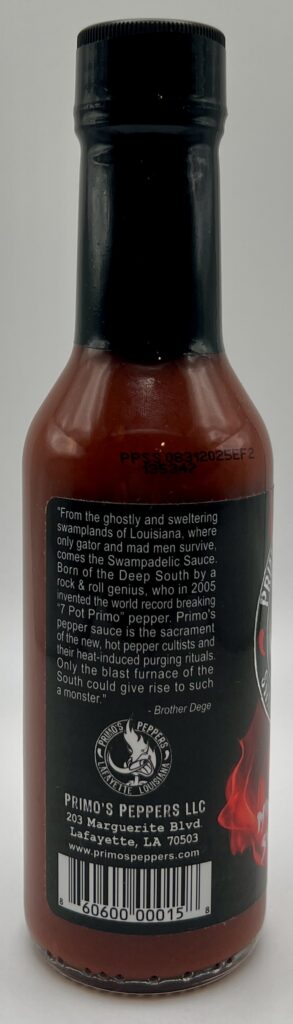 PPSS 08312025EF2
135342
"From the ghostly and sweltering
swamplands of Louisiana, where
only gator and mad men survive,
comes the Swampadelic Sauce.
Born of the Deep South by a
rock & roll genius, who in 2005
invented the world record breaking
"7 Pot Primo" pepper. Primo's
pepper sauce is the sacrament
of the new, hot pepper cultists and
their heat-induced purging rituals.
Only the blast furnace of the
South could give rise to such
a monster."
- Brother Dege
PRIMO'S PEPPERS
LAFAYETTE LOUISIANA
PRIMO'S PEPPERS LLC
203 Marguerite Blvd
Lafayette, LA 70503
www.primospeppers.com
8 60600 00015 8